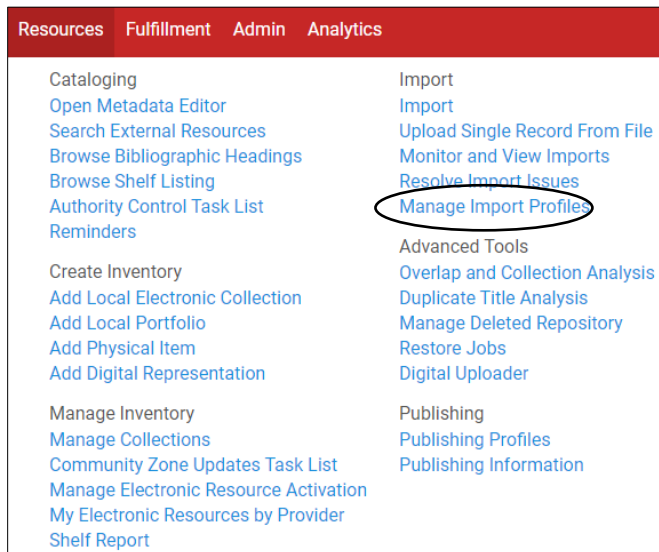 Resources Fulfillment Admin Analytics
Cataloging
Open Metadata Editor
Search External Resources
Browse Bibliographic Headings
Browse Shelf Listing
Authority Control Task List
Reminders
Create Inventory
Add Local Electronic Collection
Add Local Portfolio
Add Physical Item
Add Digital Representation
Manage Inventory
Manage Collections
Community Zone Updates Task List
Manage Electronic Resource Activation
My Electronic Resources by Provider
Shelf Report
Import
Import
Upload Single Record From File
Monitor and View Imports
Resolve Import Issues
Manage Import Profiles
Advanced Tools
Overlap and Collection Analysis
Duplicate Title Analysis
Manage Deleted Repository
Restore Jobs
Digital Uploader
Publishing
Publishing Profiles
Publishing Information